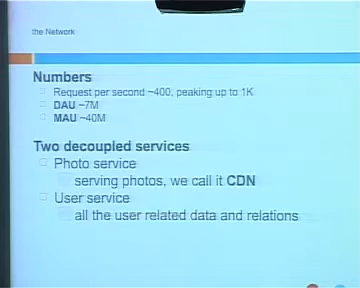 the Network
Numbers
Request per second ~400, peaking up to 1K
DAU ~7M
MAU ~40M
Two decoupled services
Photo service
serving photos, we call it CDN
User service
all the user related data and relations